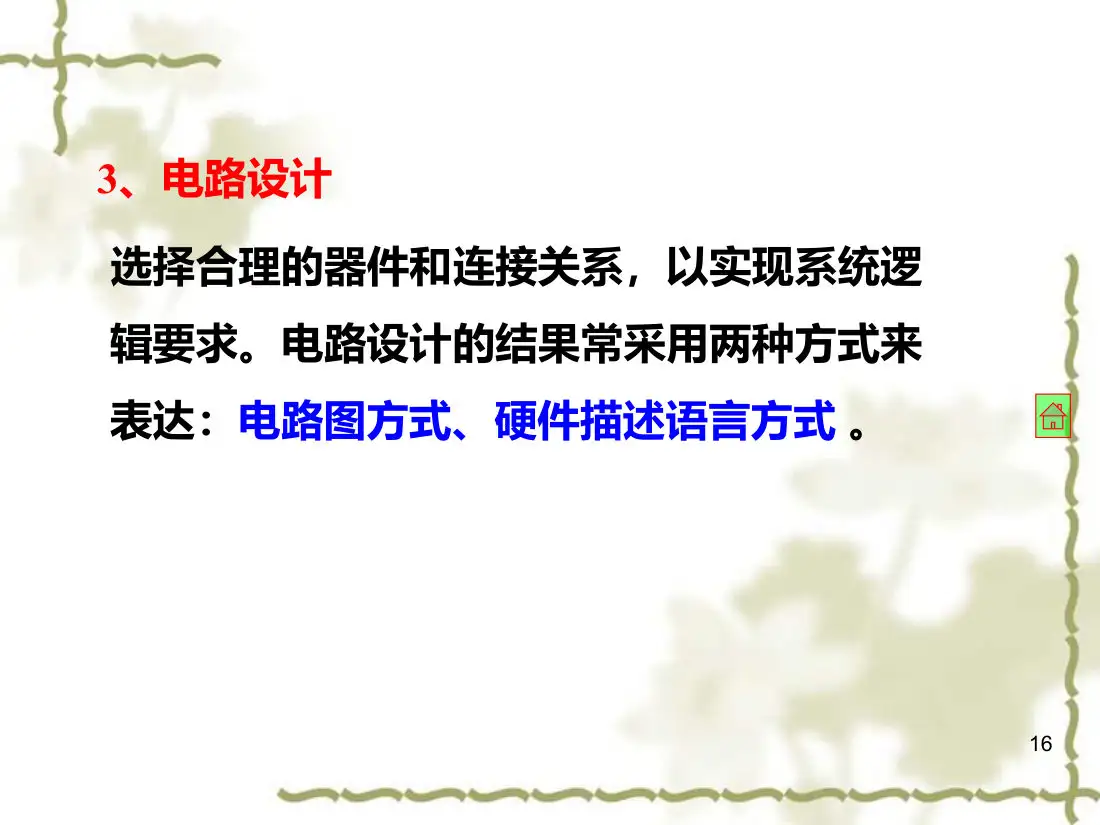 3、电路设计
选择合理的器件和连接关系，以实现系统逻
辑要求。电路设计的结果常采用两种方式来
表达：电路图方式、硬件描述语言方式 。
16